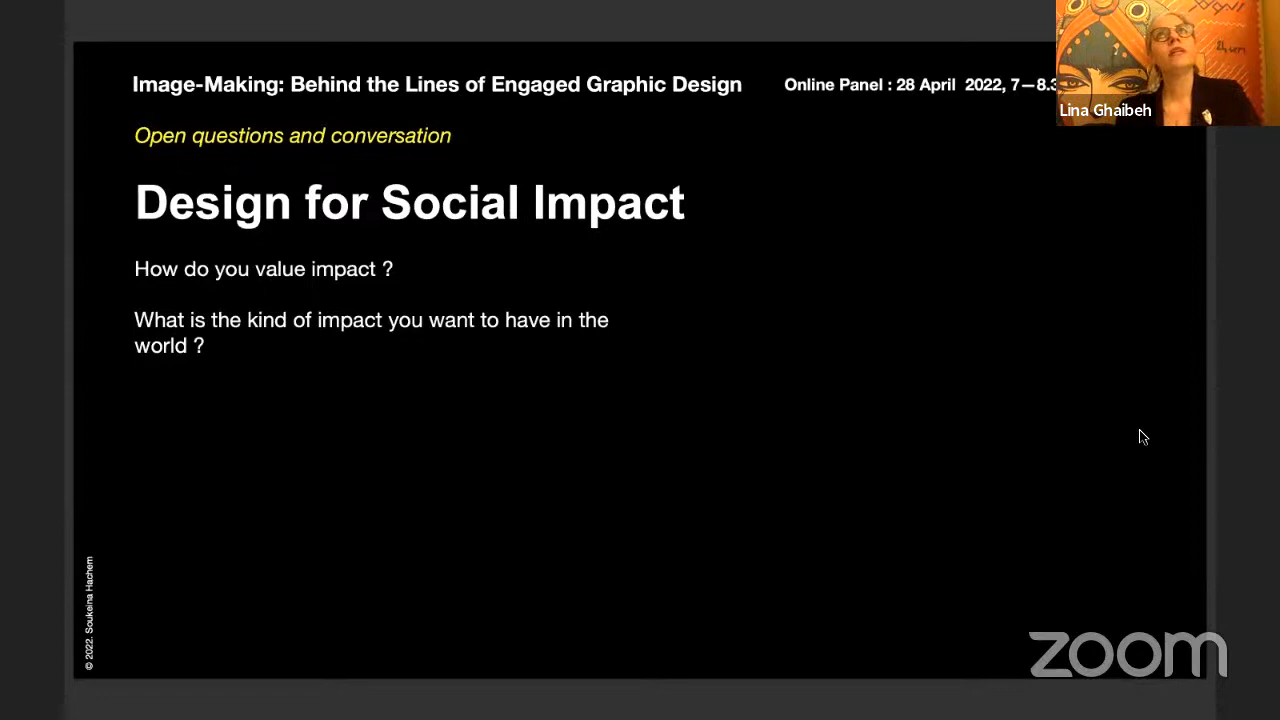 Image-Making: Behind the Lines of Engaged Graphic Design
Online Panel : 28 April 2022, 7—8.3
Lina Ghaibeh
Open questions and conversation
Design for Social Impact
How do you value impact ?
What is the kind of impact you want to have in the
world ?
© 2022. Soukeina Hachem
zoom